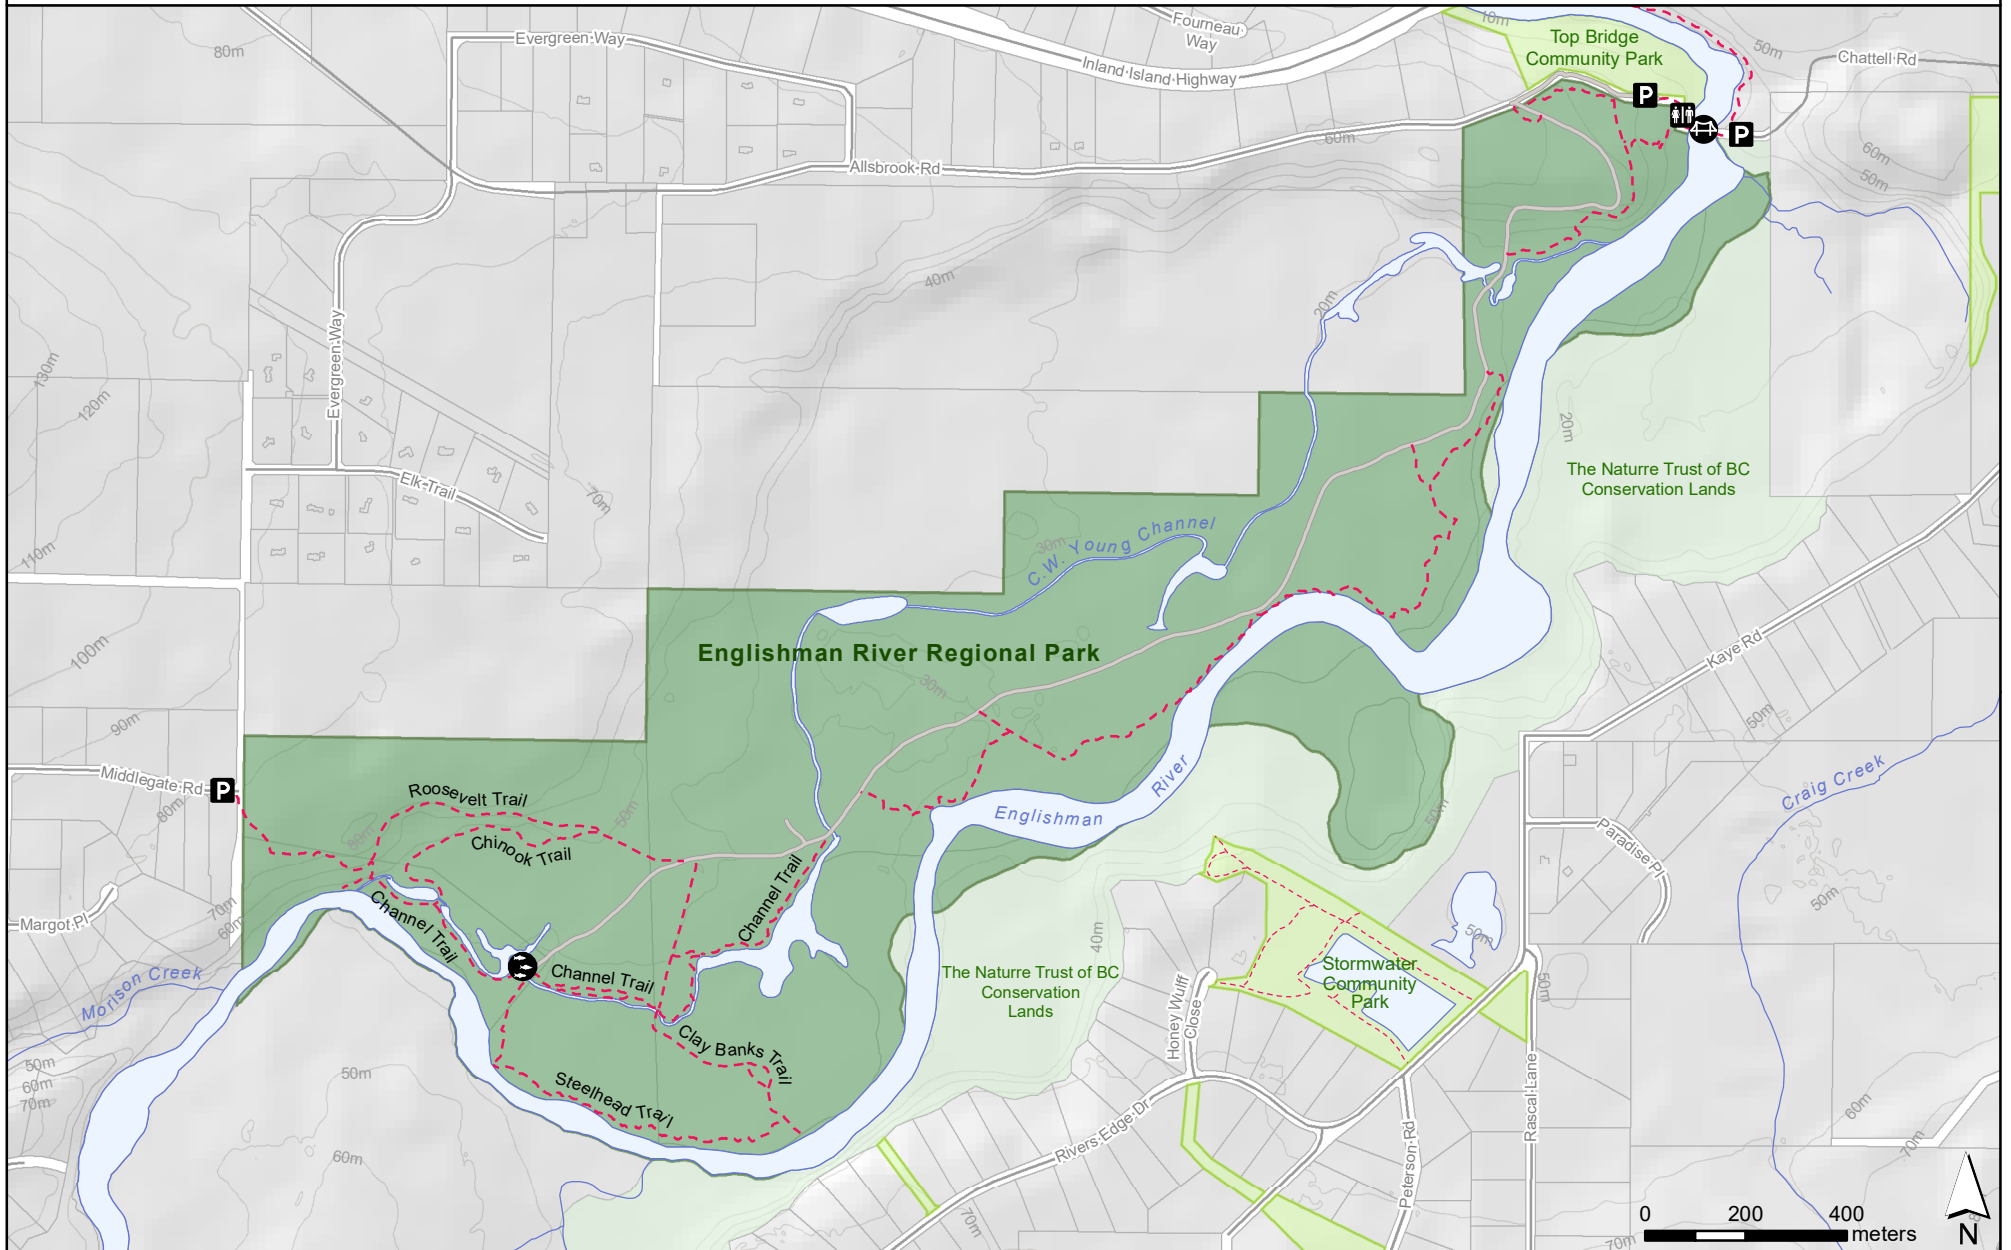 10m
Fourneau
Way
Evergreen Way
80m
Top Bridge
Community Park
50m
Chattell Rd
Inland Island Highway
P
P
60m
60m
50m
Allsbrook Rd
40m
20m
Evergreen Way
130m
120m
20m
The Naturre Trust of BC
Conservation Lands
Elk Trail
70m
110m
C.W. Young Channel
30m
100m
Englishman River Regional Park
30m
Kaye Rd
90m
50m
Middlegate Rd
P
80m
Roosevelt Trail
50m
80m
Chinook Trail
River
Englishman
50m
Craig Creek
Paradise Pl
Channel Trail
Channel Trail
70m
60m
Margot Pl
50m
40m
50m
Stormwater
Community
Park
Morison Creek
Channel Trail
The Naturre Trust of BC
Conservation
Lands
50m
Honey Wulff
Close
50m
60m
70m
50m
Clay Banks Trail
Steelhead Trail
Rivers Edge Dr
Peterson Rd
Rascal Lane
60m
70m
60m
70m
0 200 400
meters
N
70m